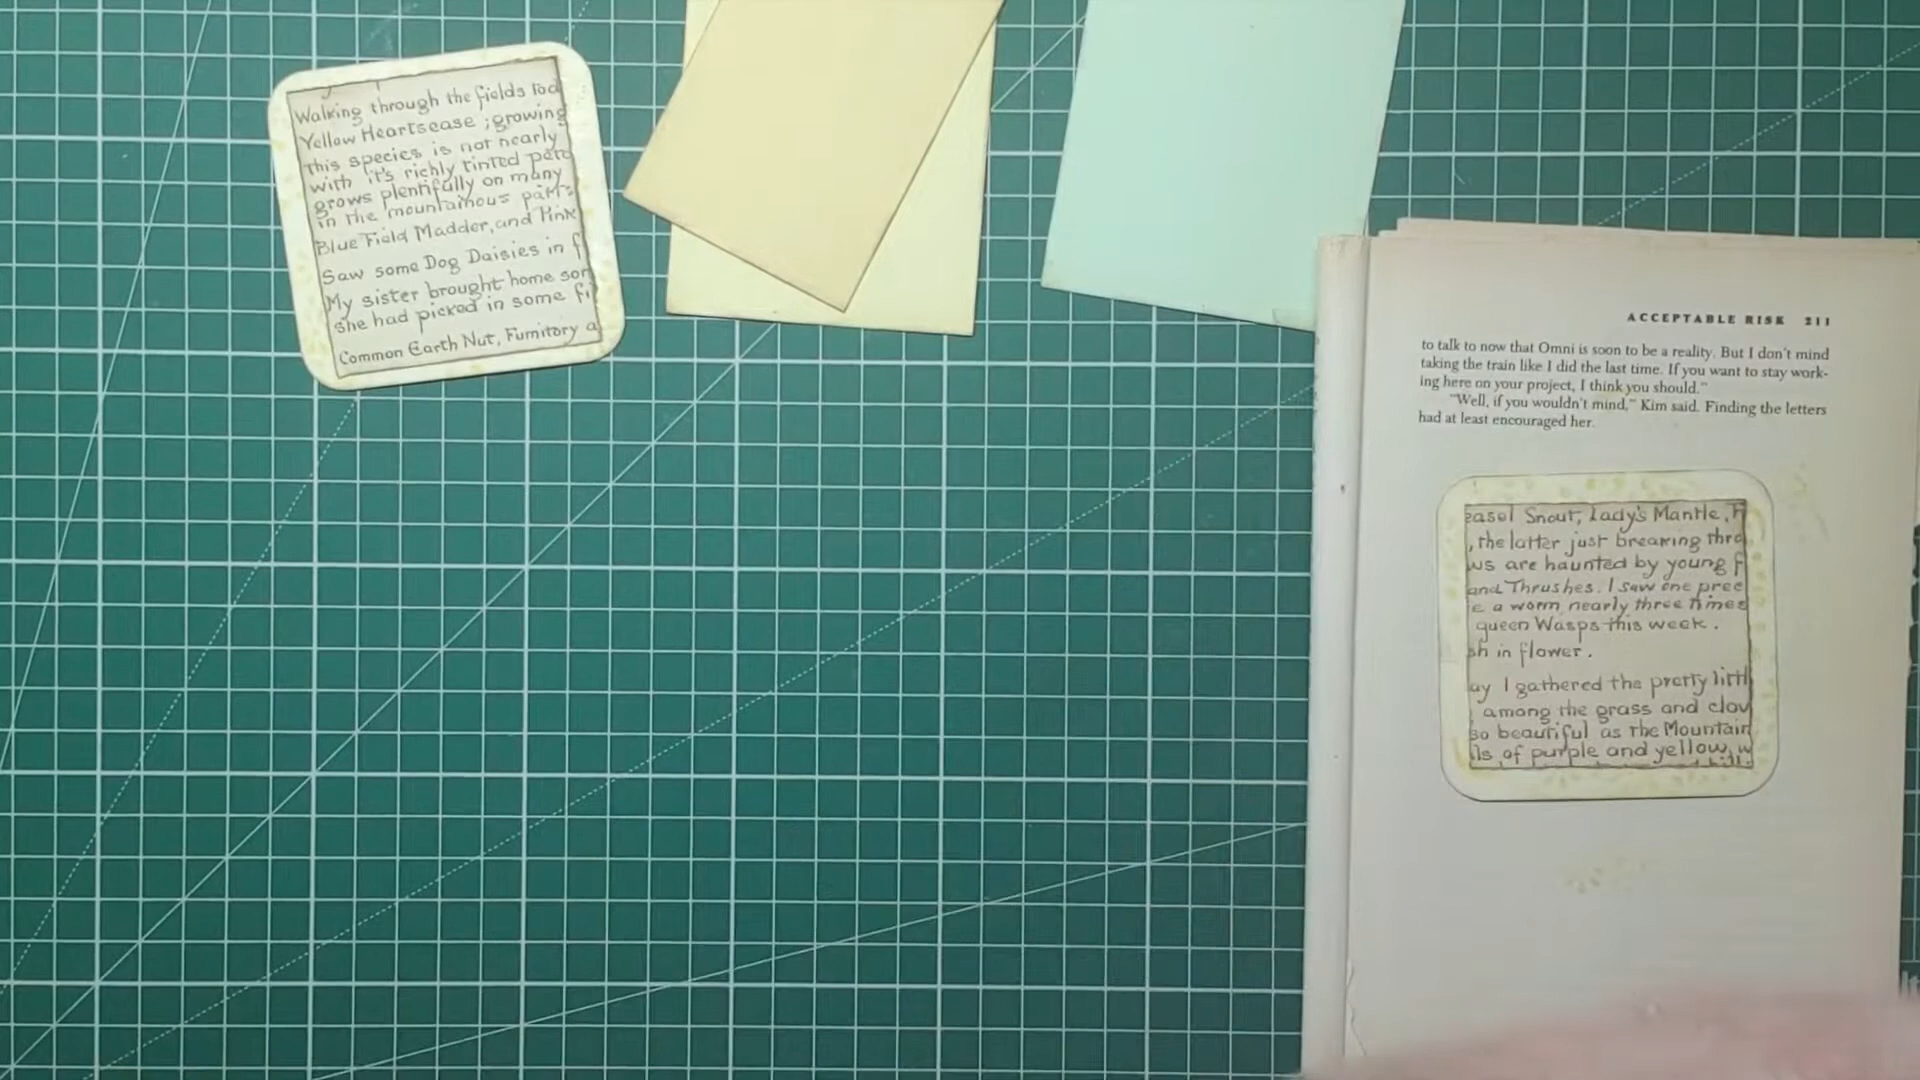 Walking through the fields
Yellow Heartsease ; growing
This species is not nearly
with it's richly tinted
grows plentifully on many
in the mountainous
Blue Field Madder, and Pink
Saw some Dog Daisies in f
My sister brought home
she had picked in some
Common Earth Nut, Fumitory a
ACCEPTABLE RISK 211
to talk to now that Omni is soon to be a reality. But I don't mind
taking the train like I did the last time. If you want to stay work-
ing here on your project, I think you should."
"Well, if you wouldn't mind," Kim said. Finding the letters
had at least encouraged her.
easel Snout, Lady's Mantle,
, the latter just breaking thro
ws are haunted by young f
and Thrushes. I saw one prec
e a worm nearly three times
queen Wasps this week.
sh in flower.
ay I gathered the pretty littl
among the grass and clov
so beautiful as the Mountain
ls of purple and yellow, w